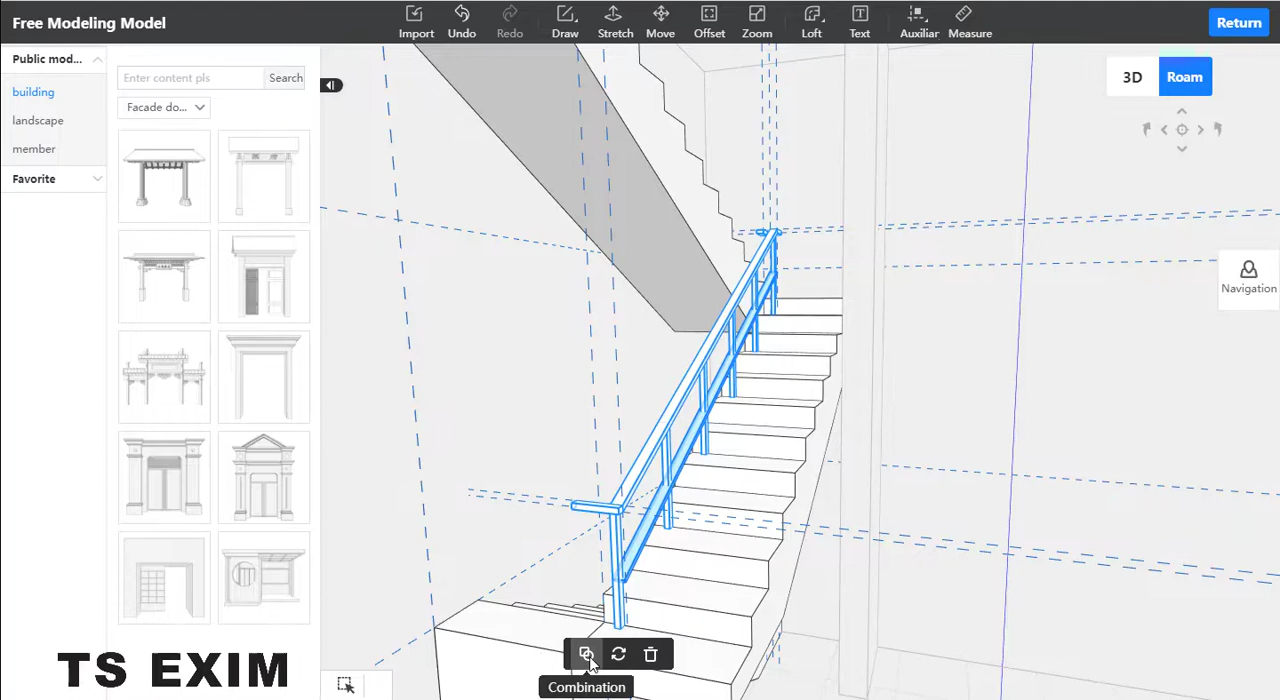 Free Modeling Model
Import
Undo
Redo
Draw
Stretch
Move
Offset
Zoom
Loft
Text
Auxiliar
Measure
Return
Public mod...
building
landscape
member
Favorite
Enter content pls
Search
Facade do...
3D
Roam
Navigation
Combination
TS EXIM